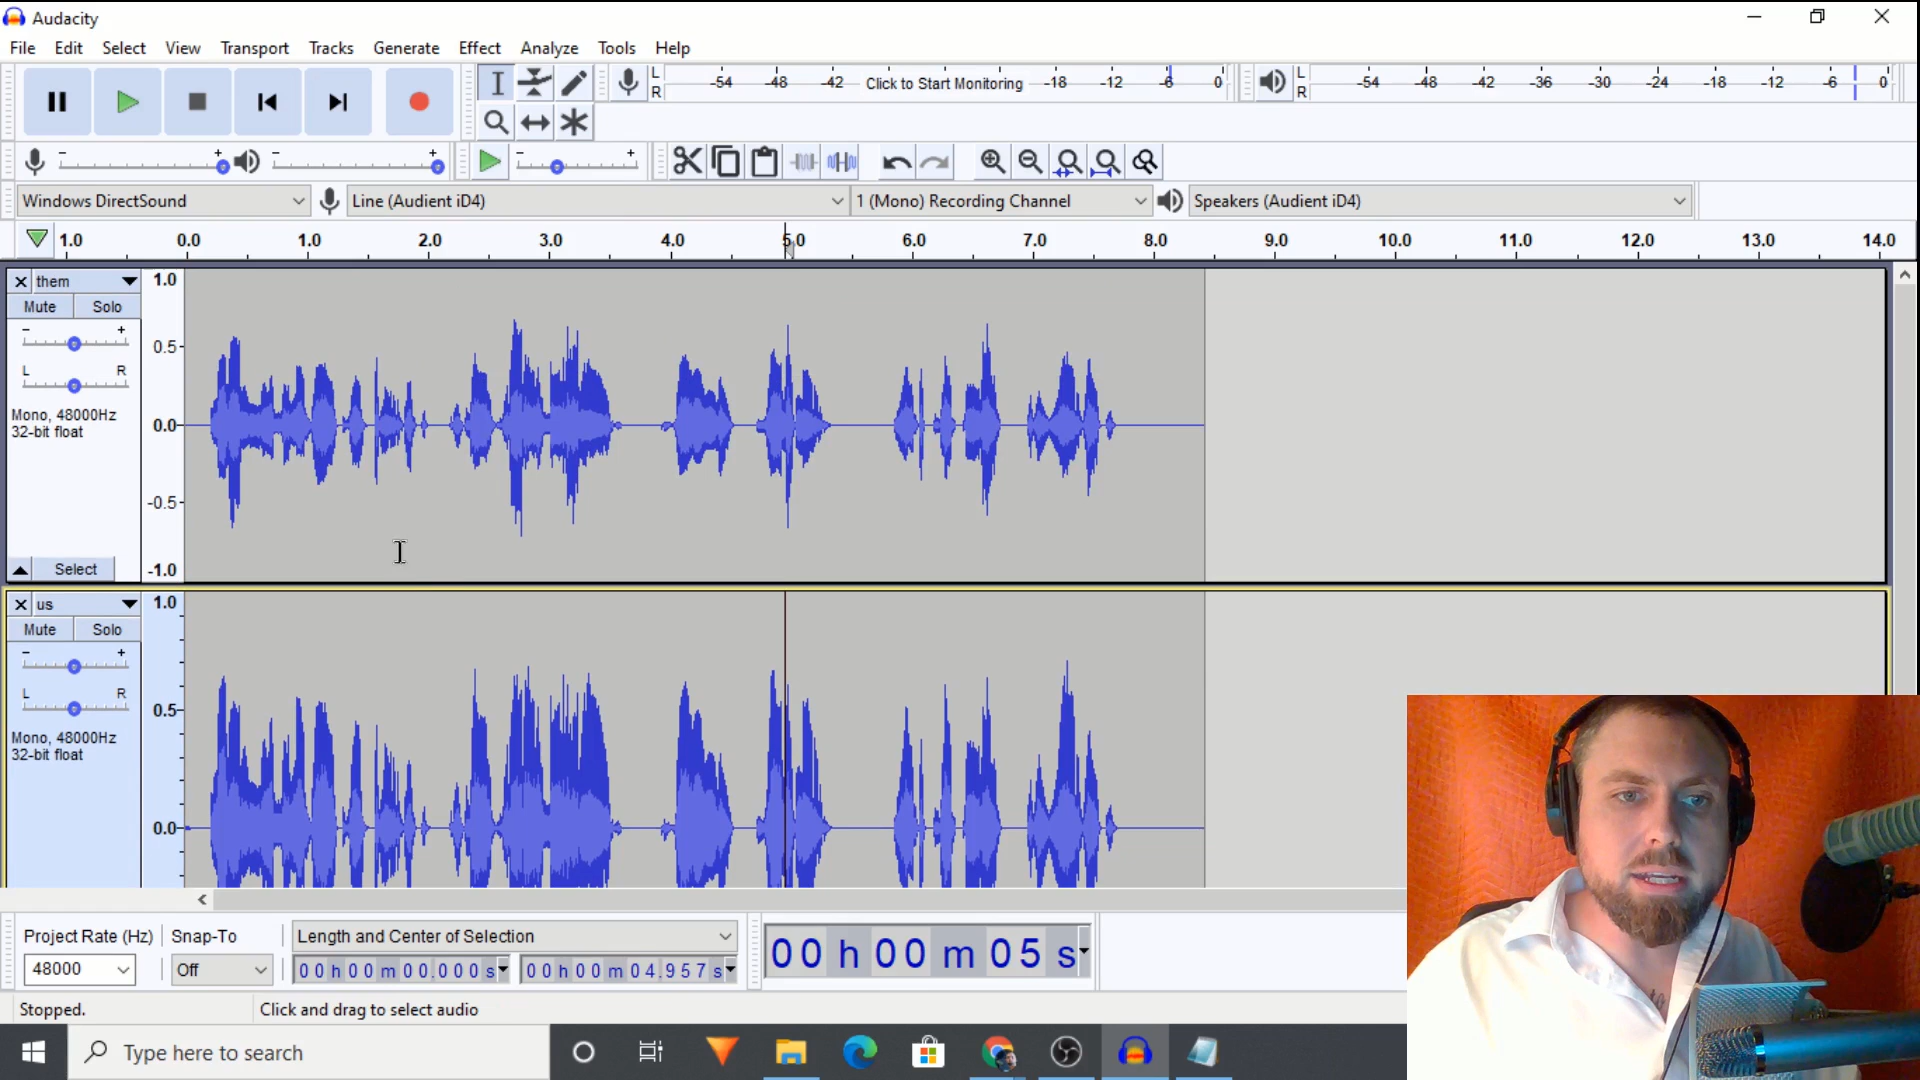 Audacity
File Edit Select View Transport Tracks Generate Effect Analyze Tools Help
L R -54 -48 -42 Click to Start Monitoring -18 -12 -6 0
L R -54 -48 -42 -36 -30 -24 -18 -12 -6 0
Windows DirectSound Line (Audient iD4) 1 (Mono) Recording Channel Speakers (Audient iD4)
1.0 0.0 1.0 2.0 3.0 4.0 5.0 6.0 7.0 8.0 9.0 10.0 11.0 12.0 13.0 14.0
them
Mute Solo
- +
L R
Mono, 48000Hz
32-bit float
Select
1.0
0.5-
0.0-
-0.5-
-1.0
us
Mute Solo
- +
L R
Mono, 48000Hz
32-bit float
1.0
0.5-
0.0-
Project Rate (Hz) Snap-To Length and Center of Selection
48000 Off 00 h 00 m 00.000 s 00 h 00 m 04.957 s
00 h 00 m 05 s
Stopped. Click and drag to select audio
Type here to search